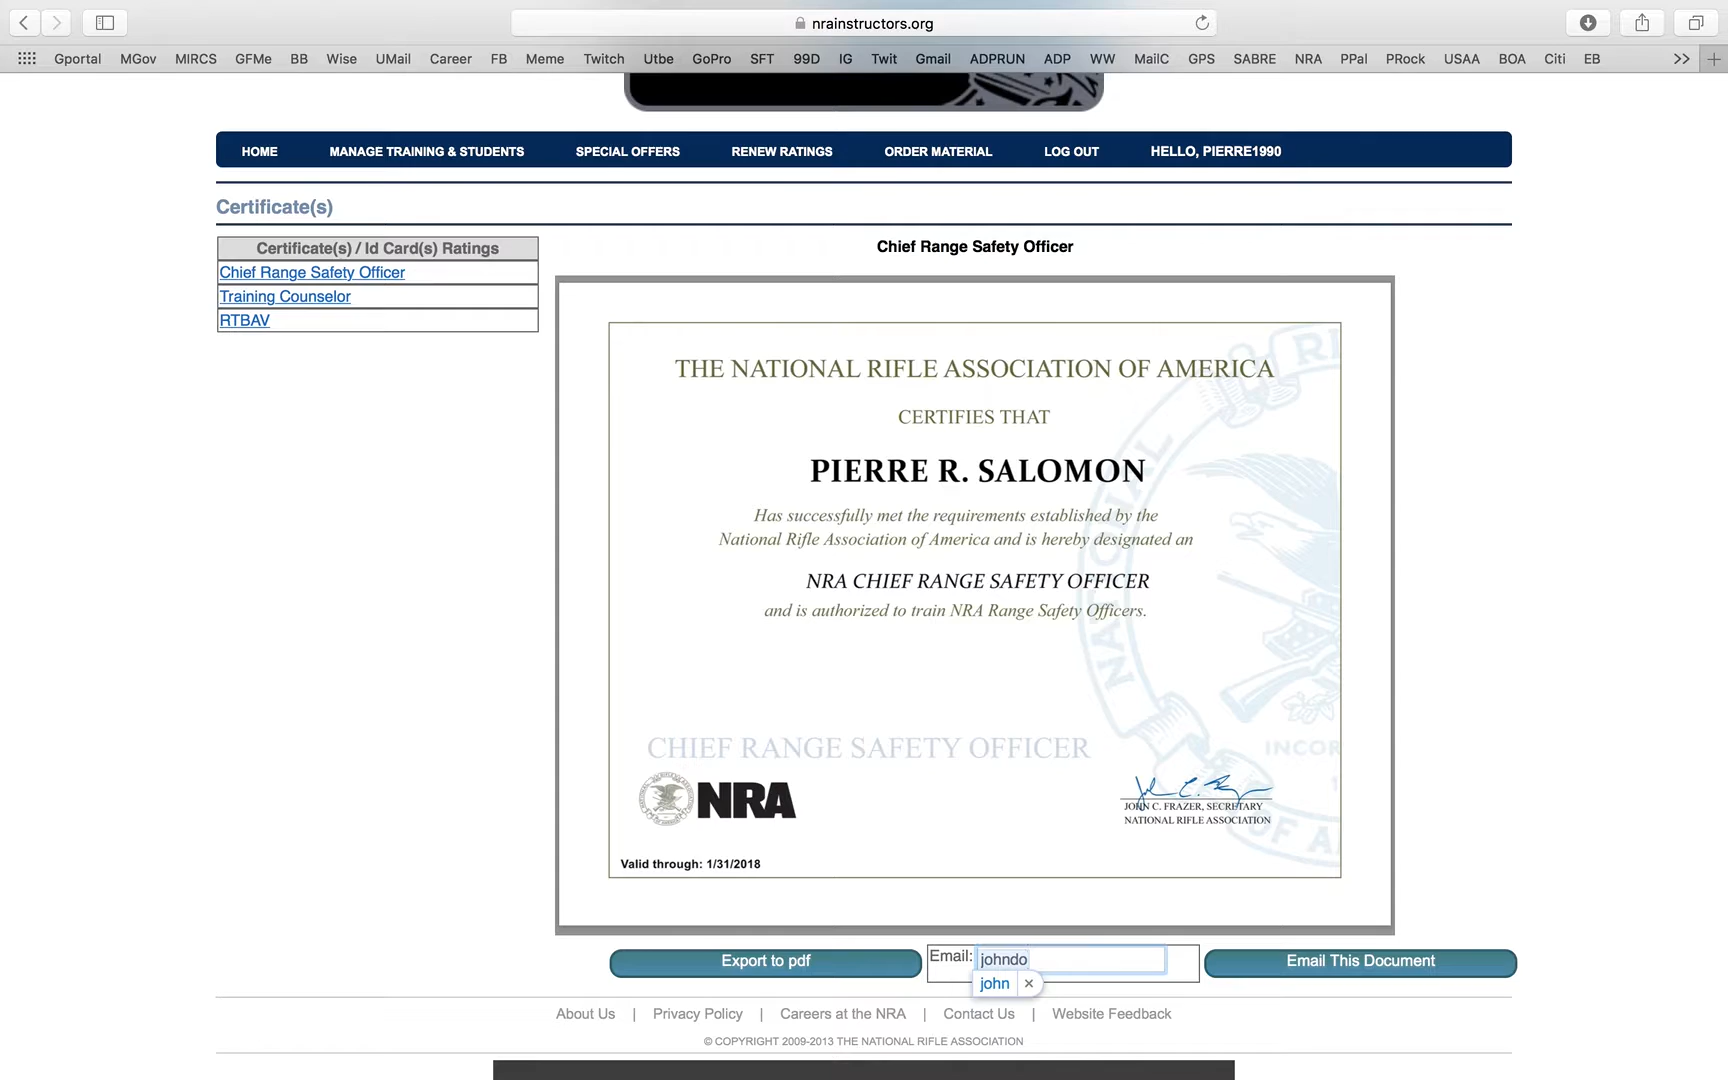 nrainstructors.org
Gportal MGov MIRCS GFMe BB Wise UMail Career FB Meme Twitch Utbe GoPro SFT 99D IG Twit Gmail ADPRUN ADP WW MailC GPS SABRE NRA PPal PRock USAA BOA Citi EB >> +
HOME MANAGE TRAINING & STUDENTS SPECIAL OFFERS RENEW RATINGS ORDER MATERIAL LOG OUT HELLO, PIERRE1990
Certificate(s)
Certificate(s) / Id Card(s) Ratings
Chief Range Safety Officer
Training Counselor
RTBAV
Chief Range Safety Officer
THE NATIONAL RIFLE ASSOCIATION OF AMERICA
CERTIFIES THAT
PIERRE R. SALOMON
Has successfully met the requirements established by the
National Rifle Association of America and is hereby designated an
NRA CHIEF RANGE SAFETY OFFICER
and is authorized to train NRA Range Safety Officers.
CHIEF RANGE SAFETY OFFICER
NRA
JOHN C. FRAZER, SECRETARY
NATIONAL RIFLE ASSOCIATION
Valid through: 1/31/2018
Export to pdf
Email: johndo
john ×
Email This Document
About Us | Privacy Policy | Careers at the NRA | Contact Us | Website Feedback
© COPYRIGHT 2009-2013 THE NATIONAL RIFLE ASSOCIATION